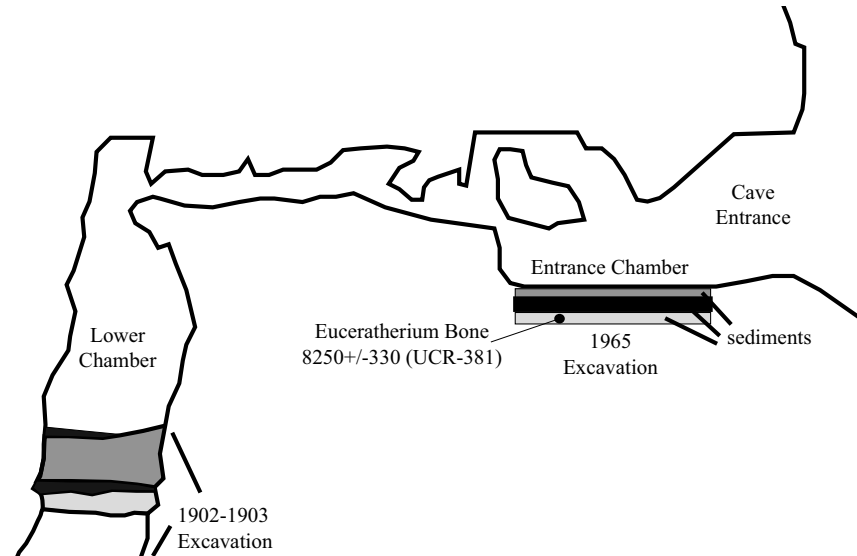 Cave
Entrance
Entrance Chamber
Euceratherium Bone
8250+/-330 (UCR-381)
1965
Excavation
sediments
Lower
Chamber
1902-1903
Excavation